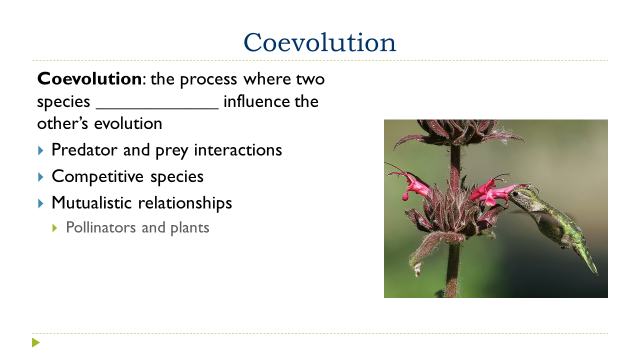 Coevolution
Coevolution: the process where two
species _____________ influence the
other's evolution
Predator and prey interactions
Competitive species
Mutualistic relationships
Pollinators and plants